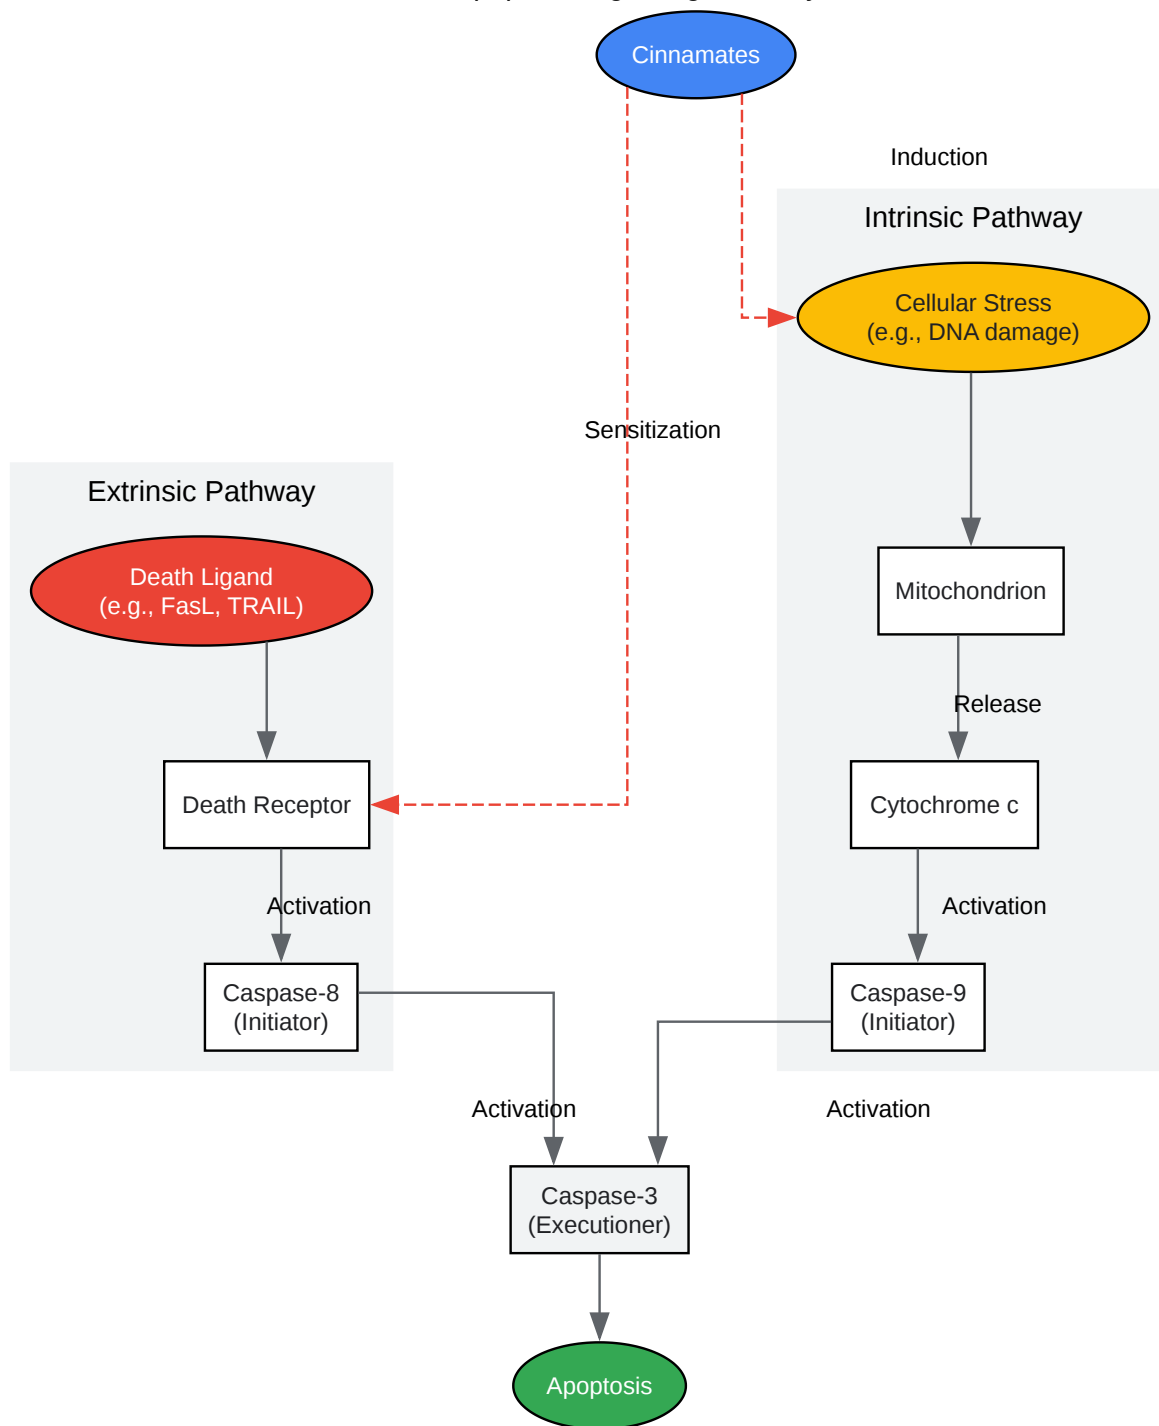 Cinnamates
Induction
Intrinsic Pathway
Cellular Stress
(e.g., DNA damage)
Sensitization
Extrinsic Pathway
Death Ligand
(e.g., FasL, TRAIL)
Mitochondrion
Release
Death Receptor
Cytochrome c
Activation
Activation
Caspase-8
(Initiator)
Caspase-9
(Initiator)
Activation
Activation
Caspase-3
(Executioner)
Apoptosis